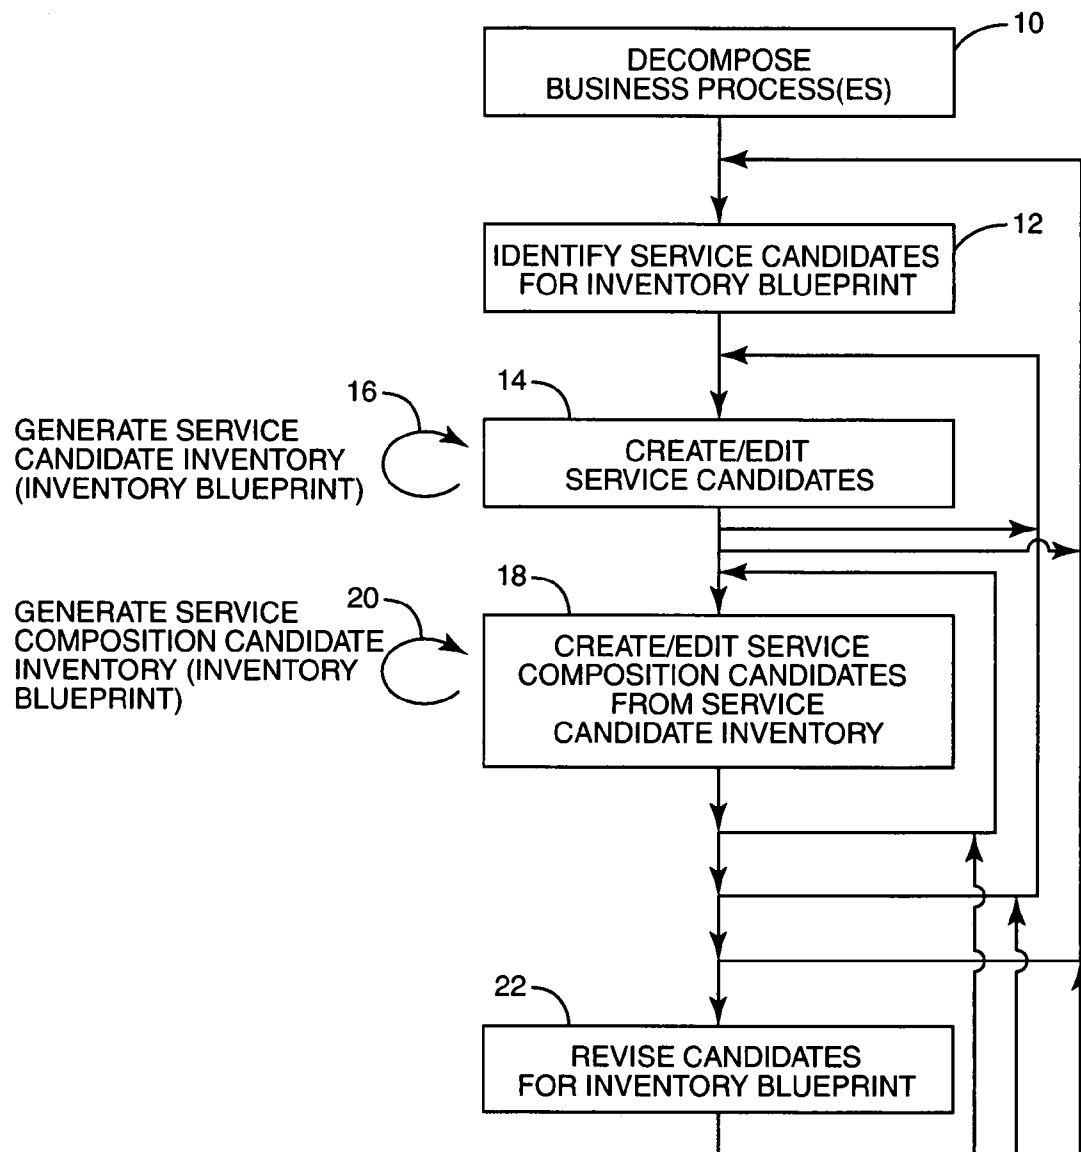 10
DECOMPOSE
BUSINESS PROCESS(ES)
12
IDENTIFY SERVICE CANDIDATES
FOR INVENTORY BLUEPRINT
16
14
GENERATE SERVICE
CANDIDATE INVENTORY
(INVENTORY BLUEPRINT)
CREATE/EDIT
SERVICE CANDIDATES
20
18
GENERATE SERVICE
COMPOSITION CANDIDATE
INVENTORY (INVENTORY
BLUEPRINT)
CREATE/EDIT SERVICE
COMPOSITION CANDIDATES
FROM SERVICE
CANDIDATE INVENTORY
22
REVISE CANDIDATES
FOR INVENTORY BLUEPRINT